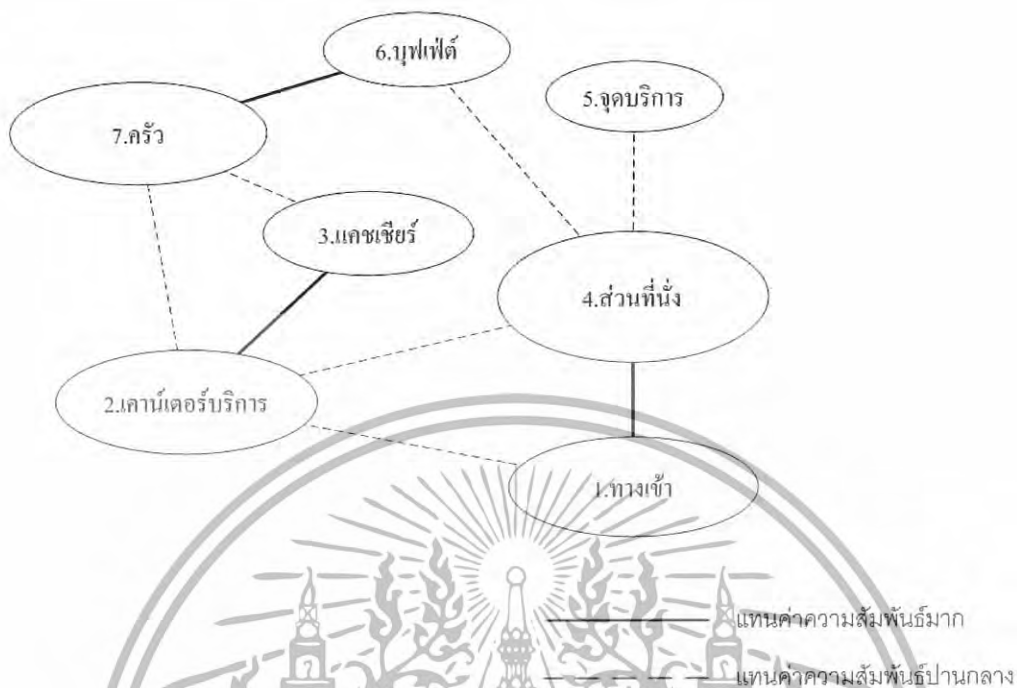 6.บุฟเฟ่ต์
5.จุดบริการ
7.ครัว
3.แคชเชียร์
4.ส่วนที่นั่ง
2.เคาน์เตอร์บริการ
1.ทางเข้า
แทนค่าความสัมพันธ์มาก
แทนค่าความสัมพันธ์ปานกลาง